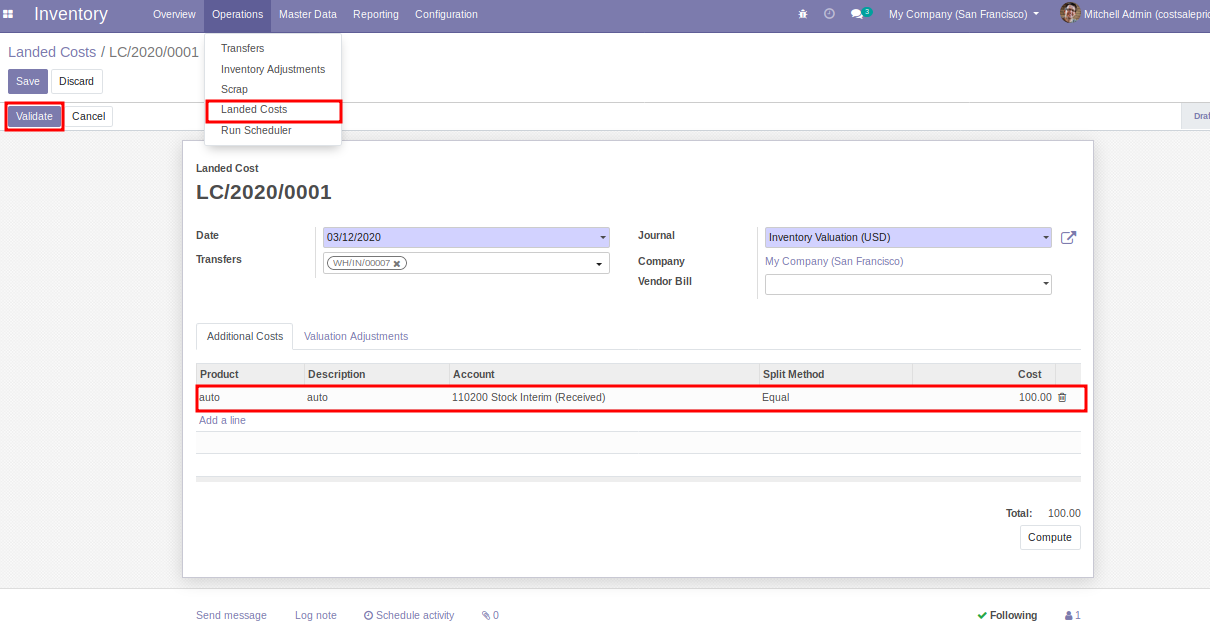 Inventory Overview Operations Master Data Reporting Configuration 3 My Company (San Francisco) Mitchell Admin (costsalepric
Landed Costs / LC/2020/0001
Save Discard
Validate Cancel
Draf
Transfers
Inventory Adjustments
Scrap
Landed Costs
Run Scheduler
Landed Cost
LC/2020/0001
Date 03/12/2020
Transfers WH/IN/00007
Journal Inventory Valuation (USD)
Company My Company (San Francisco)
Vendor Bill
Additional Costs Valuation Adjustments
Product Description Account Split Method Cost
auto auto 110200 Stock Interim (Received) Equal 100.00
Add a line
Total: 100.00
Compute
Send message Log note Schedule activity 0 Following 1